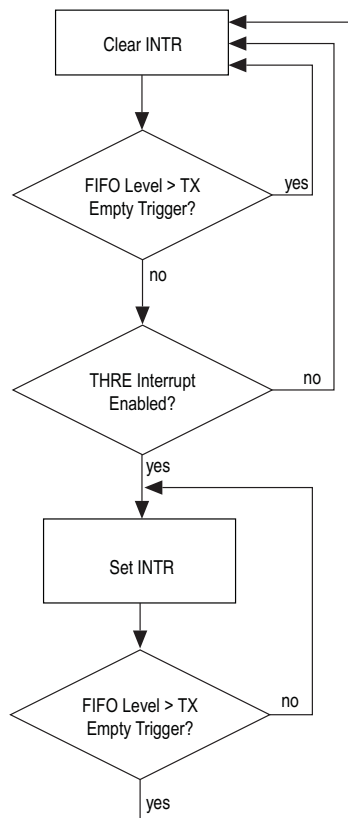 Clear INTR
FIFO Level > TX
Empty Trigger?
yes
no
THRE Interrupt
Enabled?
no
yes
Set INTR
FIFO Level > TX
Empty Trigger?
no
yes